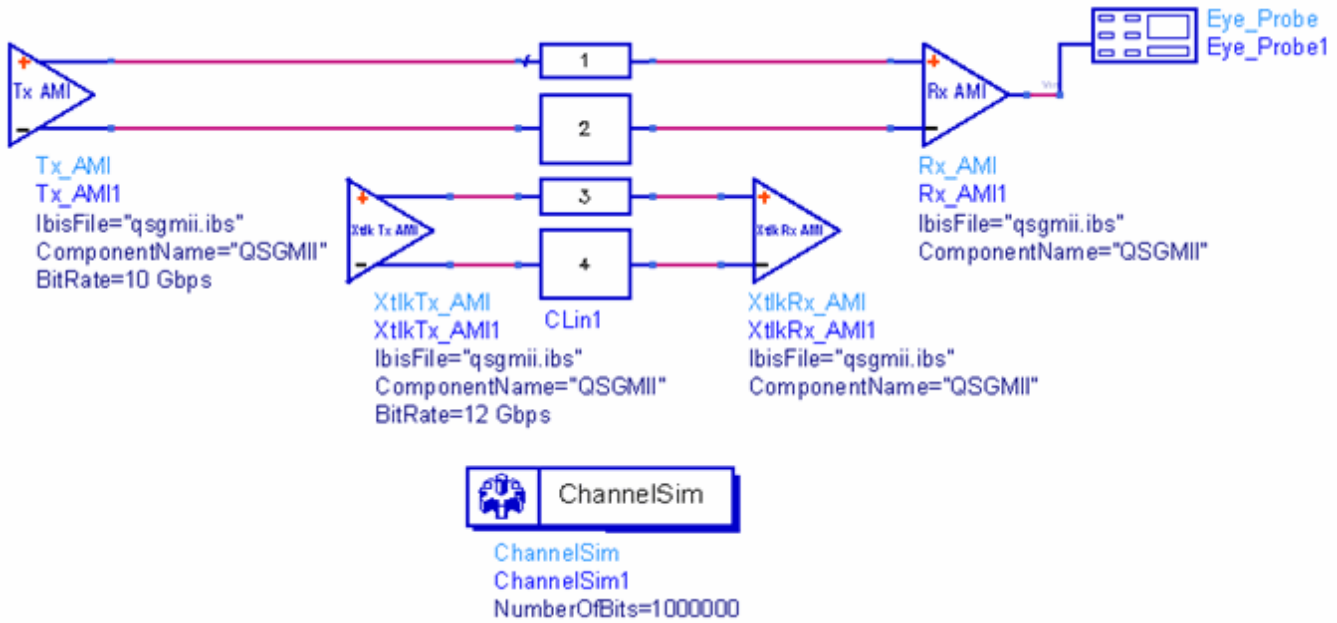 Eye_Probe
Eye_Probe1
+
1
+
Tx AMI
Rx AMI
-
2
-
Tx_AMI
Tx_AMI1
IbisFile="qsgmii.ibs"
ComponentName="QSGMII"
BitRate=10 Gbps
Rx_AMI
Rx_AMI1
IbisFile="qsgmii.ibs"
ComponentName="QSGMII"
+
3
+
Xtlk Tx AMI
Xtlk Rx AMI
-
4
-
CLin1
XtlkTx_AMI
XtlkTx_AMI1
IbisFile="qsgmii.ibs"
ComponentName="QSGMII"
BitRate=12 Gbps
XtlkRx_AMI
XtlkRx_AMI1
IbisFile="qsgmii.ibs"
ComponentName="QSGMII"
ChannelSim
ChannelSim
ChannelSim1
NumberOfBits=1000000